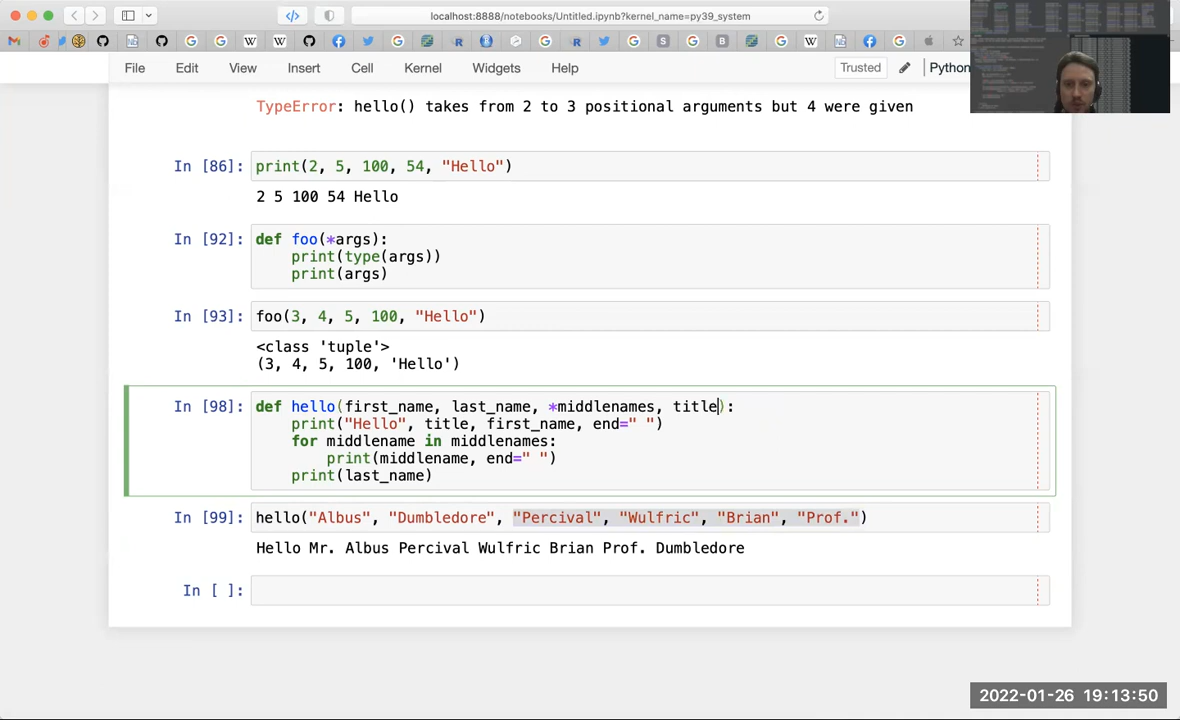 localhost:8888/notebooks/Untitled.ipynb?kernel_name=py39_system
File Edit View Insert Cell Kernel Widgets Help Trusted Python
TypeError: hello() takes from 2 to 3 positional arguments but 4 were given
In [86]: print(2, 5, 100, 54, "Hello")
2 5 100 54 Hello
In [92]: def foo(*args):
print(type(args))
print(args)
In [93]: foo(3, 4, 5, 100, "Hello")
<class 'tuple'>
(3, 4, 5, 100, 'Hello')
In [98]: def hello(first_name, last_name, *middlenames, title):
print("Hello", title, first_name, end=" ")
for middlename in middlenames:
print(middlename, end=" ")
print(last_name)
In [99]: hello("Albus", "Dumbledore", "Percival", "Wulfric", "Brian", "Prof.")
Hello Mr. Albus Percival Wulfric Brian Prof. Dumbledore
In [ ]:
2022-01-26 19:13:50